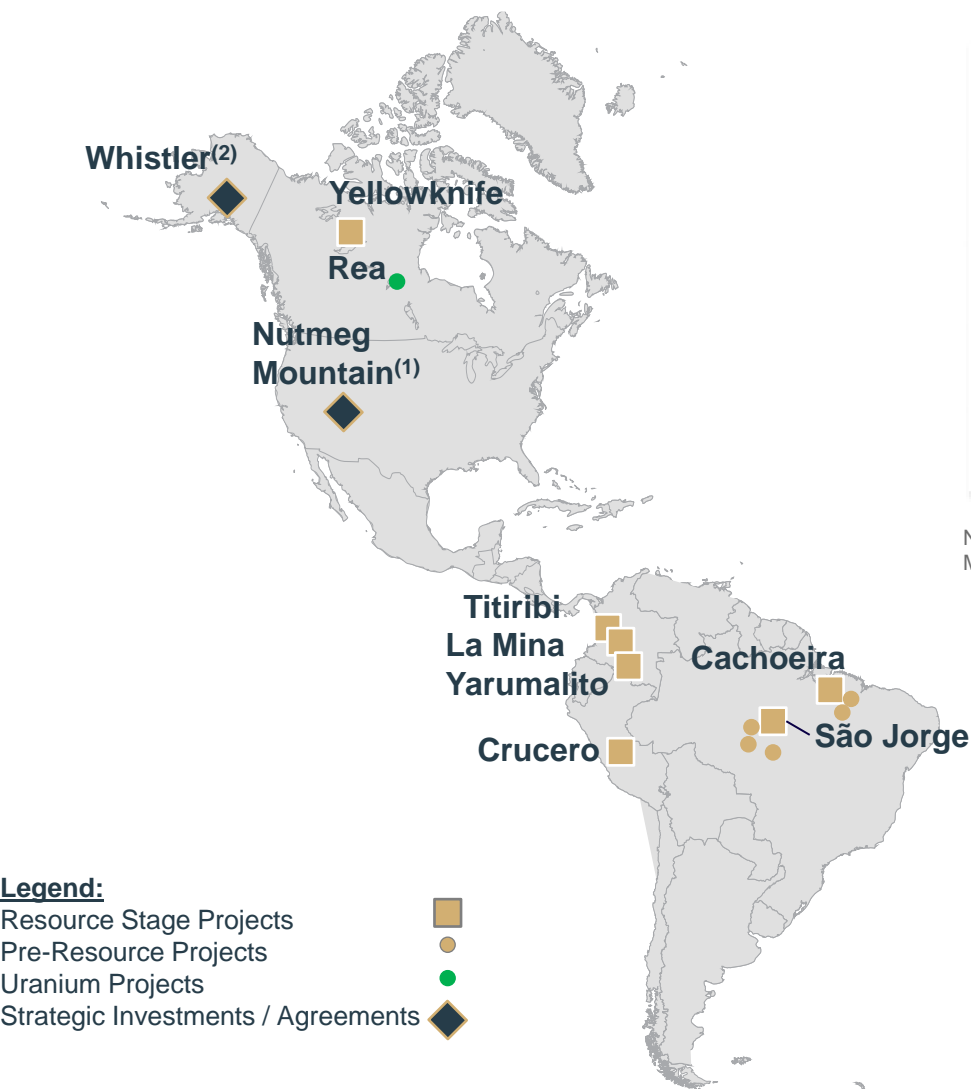 Whistler(2)
Yellowknife
Rea
Nutmeg
Mountain(1)
Titiribi
La Mina
Yarumalito
Cachoeira
São Jorge
Crucero
Legend:
Resource Stage Projects
Pre-Resource Projects
Uranium Projects
Strategic Investments / Agreements